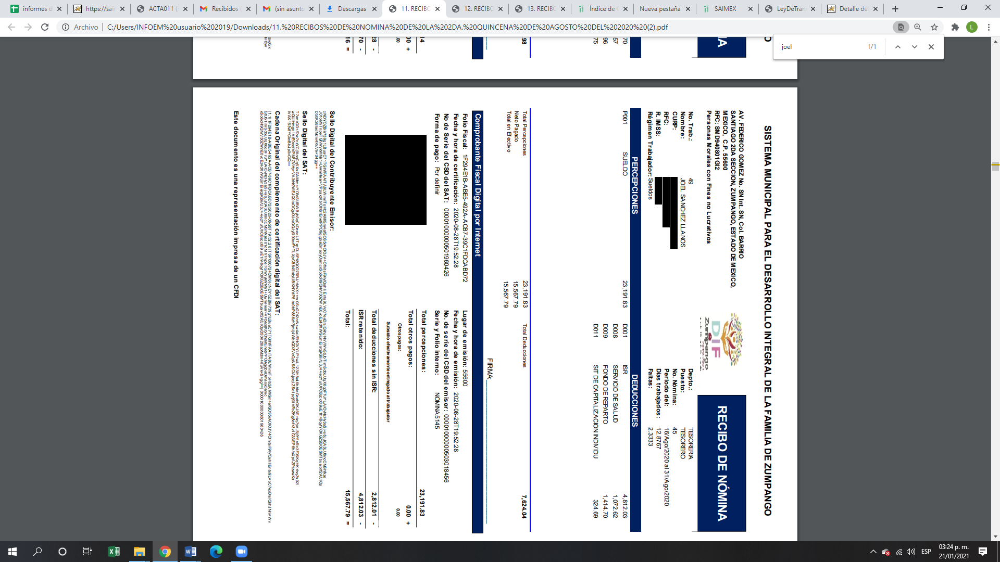 informes d
https://sai
ACTA011 (
Recibidos (
(sin asunto
Descargas
11. RECIBO
12. RECIBO
13. RECIBO
Índice de
Nueva pestaña
SAIMEX
LeyDeTran
Detalle de
Archivo
C:/Users/INFOEM%20usuario%202019/Downloads/11.%20RECIBOS%20DE%20NOMINA%20DE%20LA%202DA.%20QUINCENA%20DE%20AGOSTO%20DEL%202020%20(2).pdf
L
joel
1/1
SISTEMA MUNICIPAL PARA EL DESARROLLO INTEGRAL DE LA FAMILIA DE ZUMPANGO
AV. FEDERICO GOMEZ No. SN Int. SN, Col. BARRIO
SANTIAGO 2DA SECCION, ZUMPANGO, ESTADO DE MEXICO,
MEXICO, C.P. 55600
RFC: SMD940801GI2
Personas Morales con Fines no Lucrativos
DIF
Zumpango
RECIBO DE NÓMINA
No. Trab.: 49
Nombre: JOEL SANCHEZ LLANOS
CURP:
RFC:
R. IMSS:
Régimen Trabajador: Sueldos
Depto.: TESORERIA
Puesto: TESORERO
No. Nómina: 45
Periodo del: 16/Ago/2020 al 31/Ago/2020
Dias trabajados: 12.8767
Faltas: 2.3333
PERCEPCIONES
DEDUCCIONES
P001 SUELDO 23,191.83
D001 ISR 4,812.03
D008 SERVICIO DE SALUD 1,072.62
D009 FONDO DE REPARTO 1,414.70
D011 SIT DE CAPITALIZACION INDIVIDU 324.69
Total Percepciones 23,191.83
Total Deducciones 7,624.04
Neto Pagado 15,567.79
Total en Efectivo 15,567.79
FIRMA:
Comprobante Fiscal Digital por Internet
Folio Fiscal: 1F294E1B-ABE5-492A-ACB7-39C1FDCABD72
Fecha y hora de certificación: 2020-08-28T19:52:28
No de Serie del CSD del SAT: 00001000000501960426
Forma de pago: Por definir
Lugar de emisión: 55600
Fecha y hora de emisión: 2020-08-28T19:52:28
No. de serie del CSD del emisor: 00001000000503018456
Serie y Folio interno: NOMINA 5145
Total percepciones: 23,191.83
Total otros pagos: 0.00 +
Otros pagos:
Subsidio efectivamente entregado al trabajador 0.00
Total deducciones sin ISR: 2,812.01 -
ISR retenido: 4,812.03 -
Total: 15,567.79 =
Sello Digital del Contribuyente Emisor:
Sello Digital del SAT:
Cadena Original del complemento de certificación digital del SAT:
Este documento es una representación impresa de un CFDI
ESP
03:24 p. m.
21/01/2021